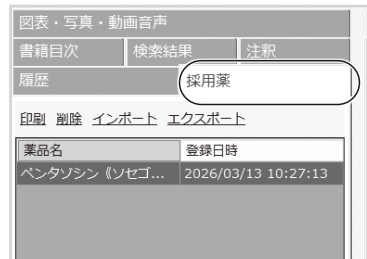 図表・写真・動画音声
書籍目次 検索結果 注釈
履歴 採用薬
印刷 削除 インポート エクスポート
薬品名 登録日時
ペンタゾシン《ソセゴ... 2026/03/13 10:27:13